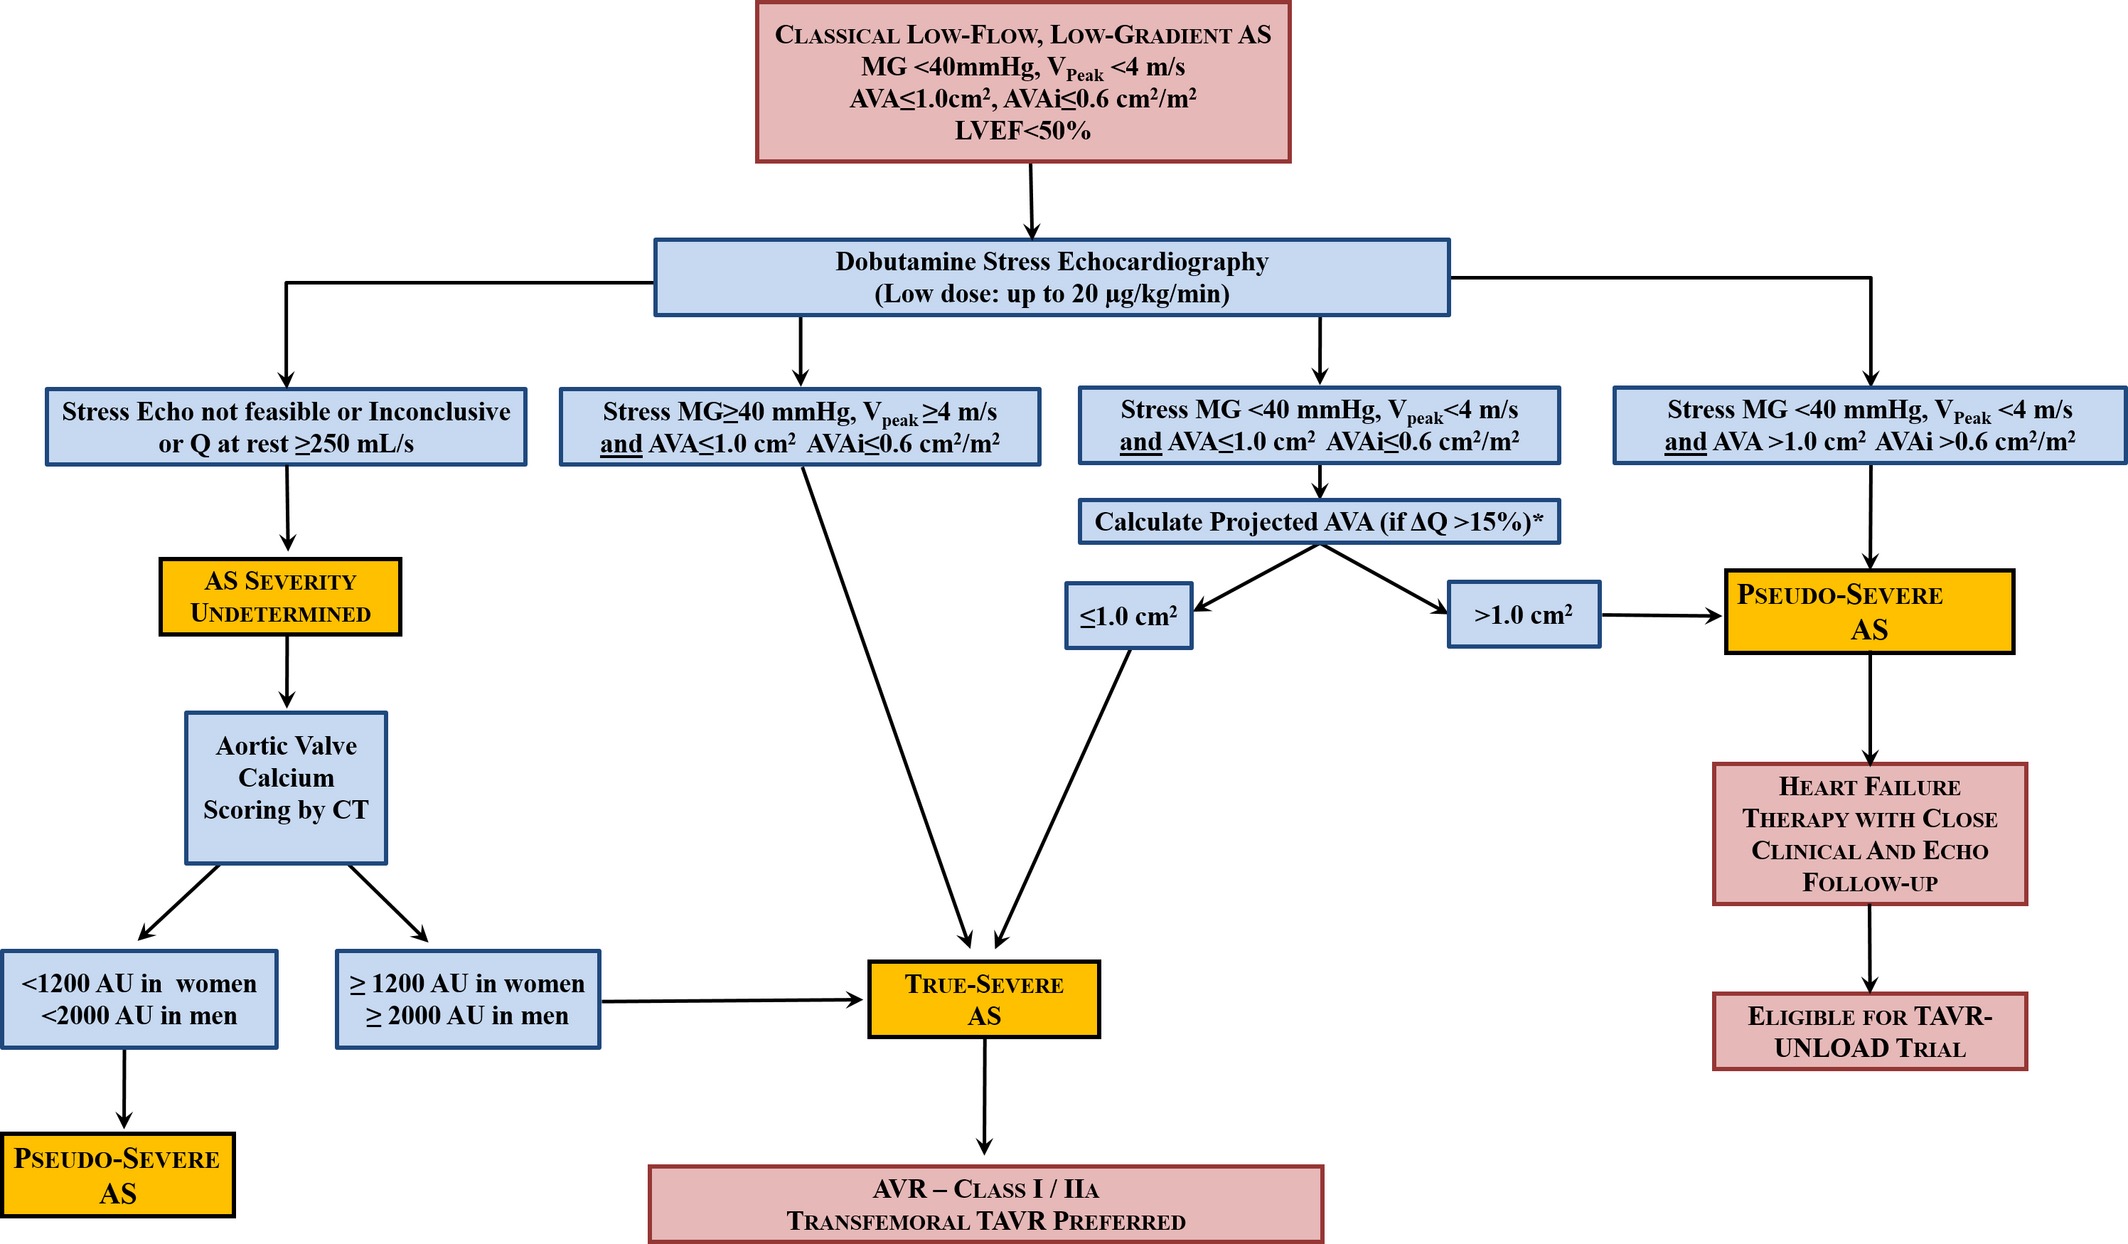 CLASSICAL LOW-FLOW, LOW-GRADIENT AS
MG <40mmHg, VPeak <4 m/s
AVA≤1.0cm², AVAi≤0.6 cm²/m²
LVEF<50%
Dobutamine Stress Echocardiography
(Low dose: up to 20 µg/kg/min)
Stress Echo not feasible or Inconclusive
or Q at rest ≥250 mL/s
Stress MG≥40 mmHg, Vpeak ≥4 m/s
and AVA≤1.0 cm² AVAi≤0.6 cm²/m²
Stress MG <40 mmHg, Vpeak<4 m/s
and AVA≤1.0 cm² AVAi≤0.6 cm²/m²
Stress MG <40 mmHg, VPeak <4 m/s
and AVA >1.0 cm² AVAi >0.6 cm²/m²
Calculate Projected AVA (if ΔQ >15%)*
AS SEVERITY
UNDETERMINED
≤1.0 cm²
>1.0 cm²
PSEUDO-SEVERE
AS
Aortic Valve
Calcium
Scoring by CT
HEART FAILURE
THERAPY WITH CLOSE
CLINICAL AND ECHO
FOLLOW-UP
<1200 AU in women
<2000 AU in men
≥ 1200 AU in women
≥ 2000 AU in men
TRUE-SEVERE
AS
ELIGIBLE FOR TAVR-
UNLOAD TRIAL
PSEUDO-SEVERE
AS
AVR – CLASS I / IIA
TRANSFEMORAL TAVR PREFERRED